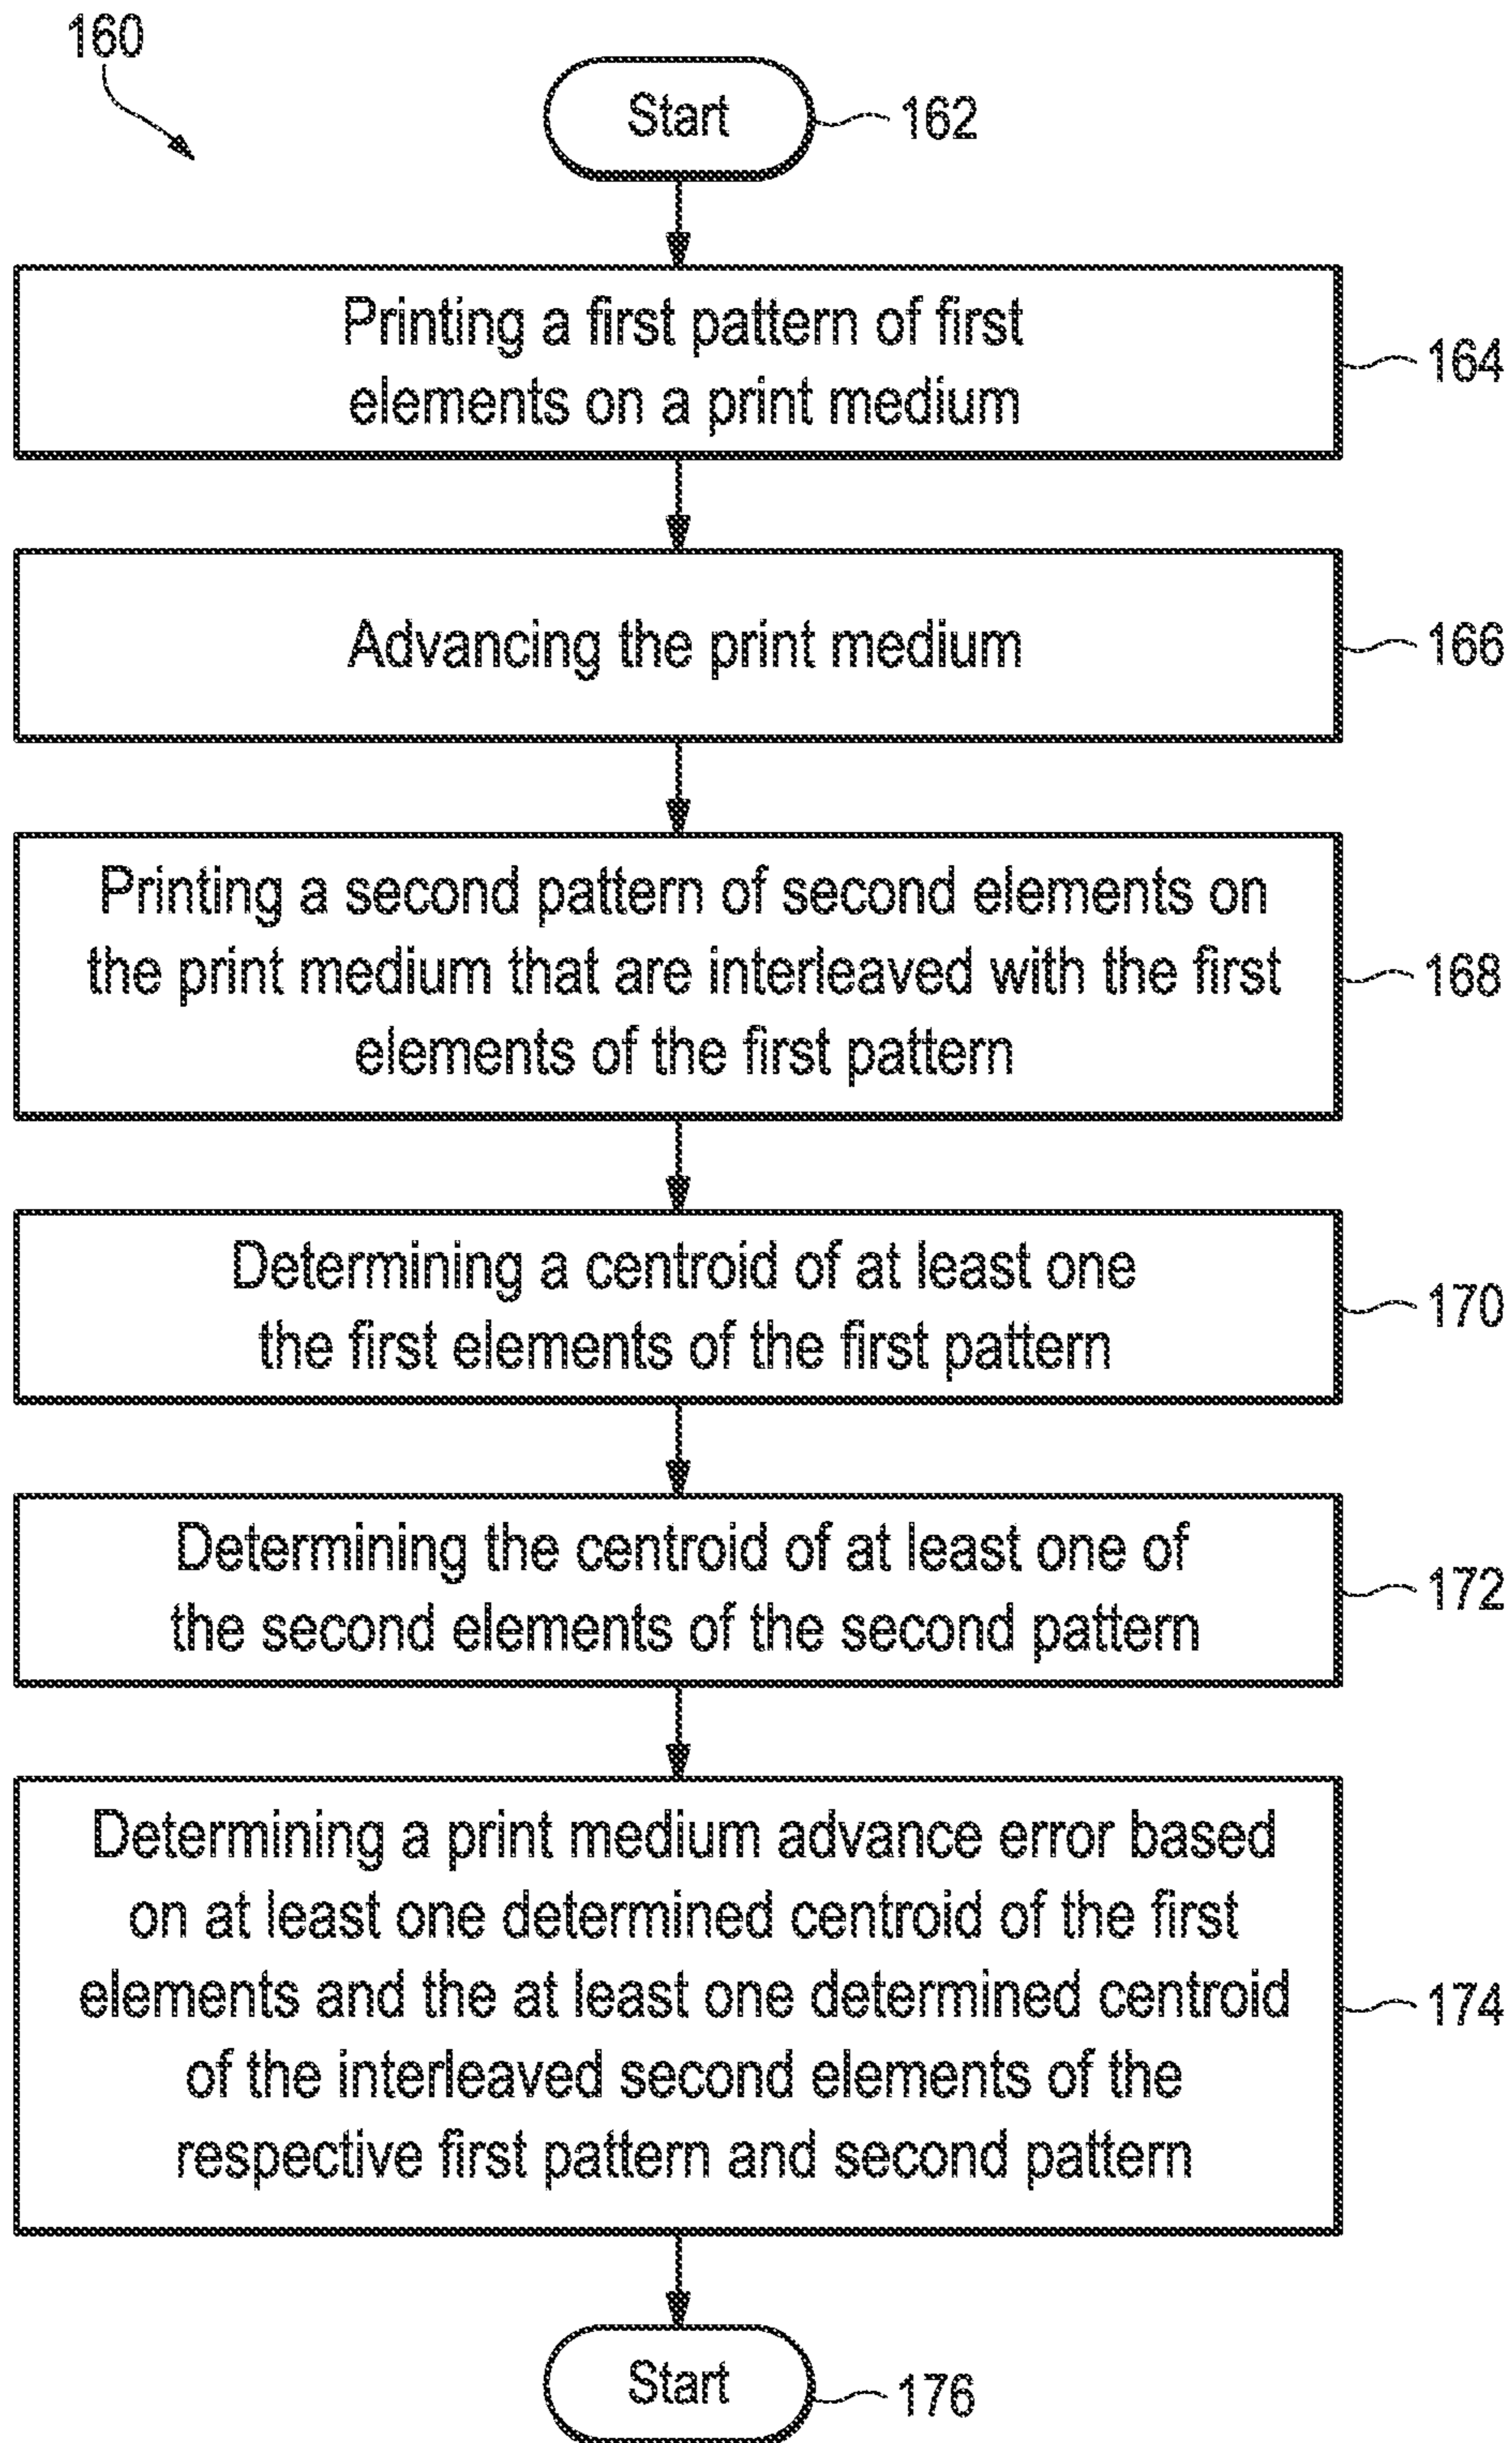 160
Start
162
Printing a first pattern of first
elements on a print medium
164
Advancing the print medium
166
Printing a second pattern of second elements on
the print medium that are interleaved with the first
elements of the first pattern
168
Determining a centroid of at least one
the first elements of the first pattern
170
Determining the centroid of at least one of
the second elements of the second pattern
172
Determining a print medium advance error based
on at least one determined centroid of the first
elements and the at least one determined centroid
of the interleaved second elements of the
respective first pattern and second pattern
174
Start
176